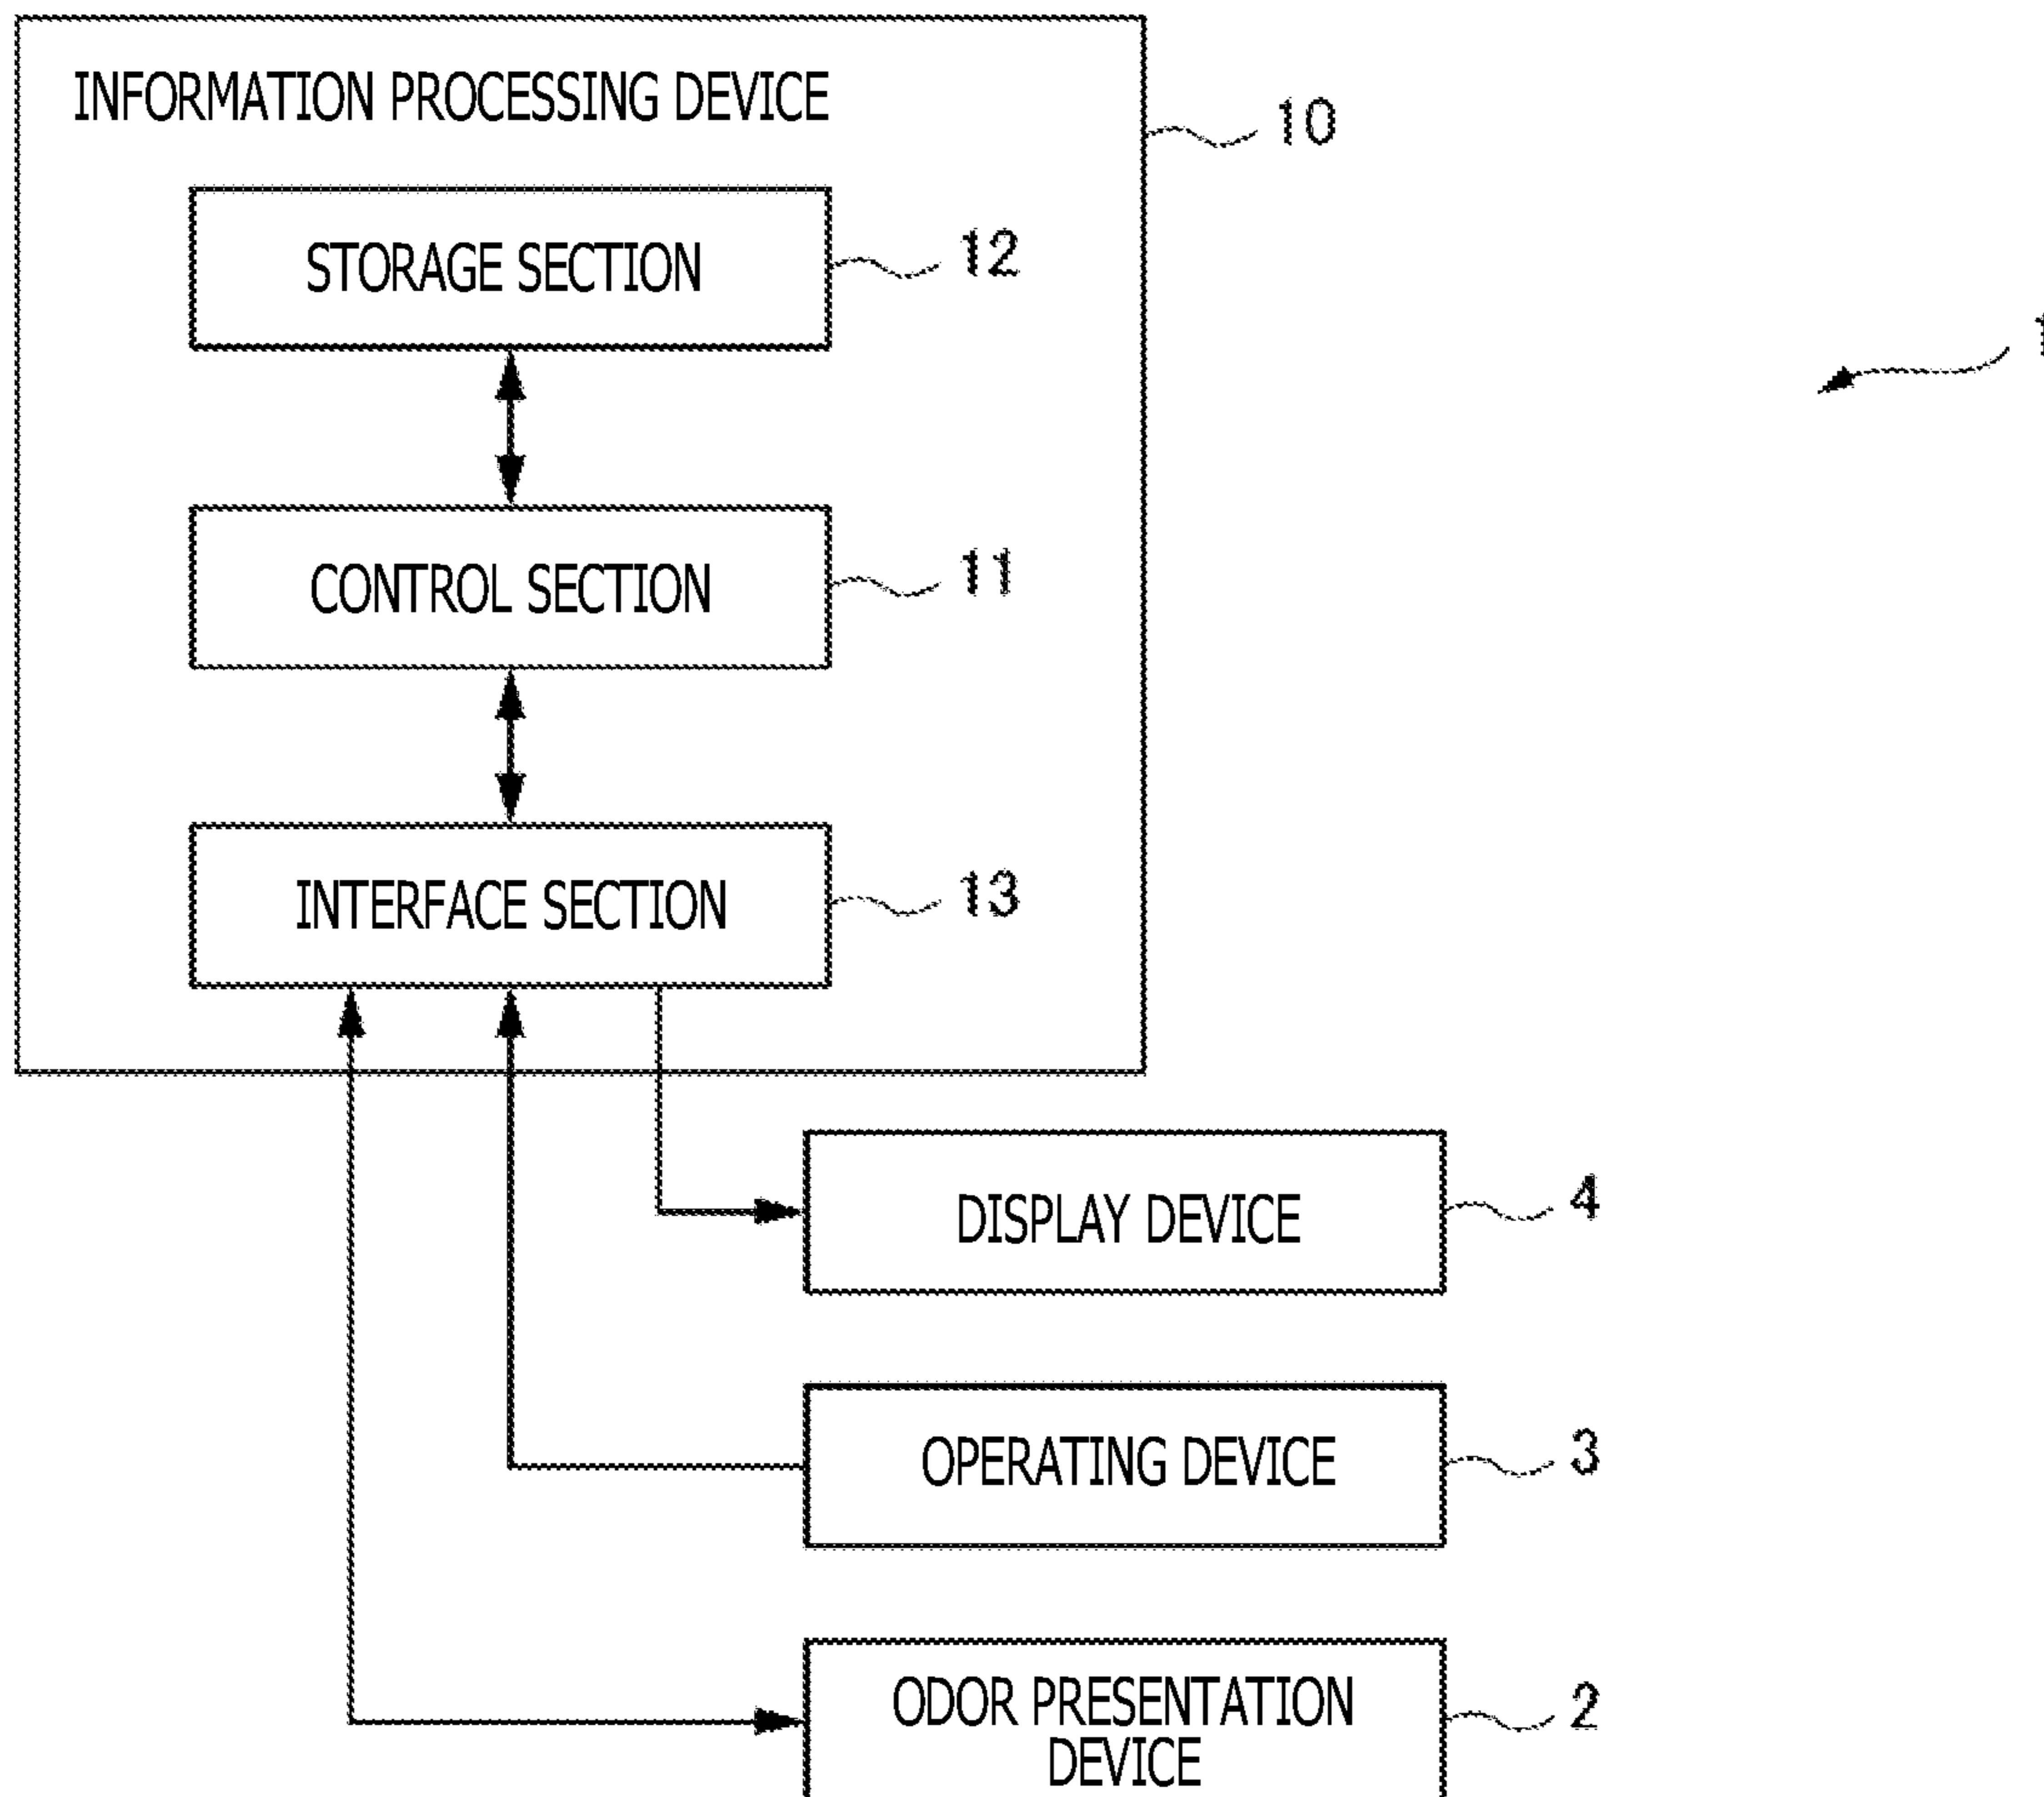 INFORMATION PROCESSING DEVICE
10
STORAGE SECTION
12
1
CONTROL SECTION
11
INTERFACE SECTION
13
DISPLAY DEVICE
4
OPERATING DEVICE
3
ODOR PRESENTATION
DEVICE
2